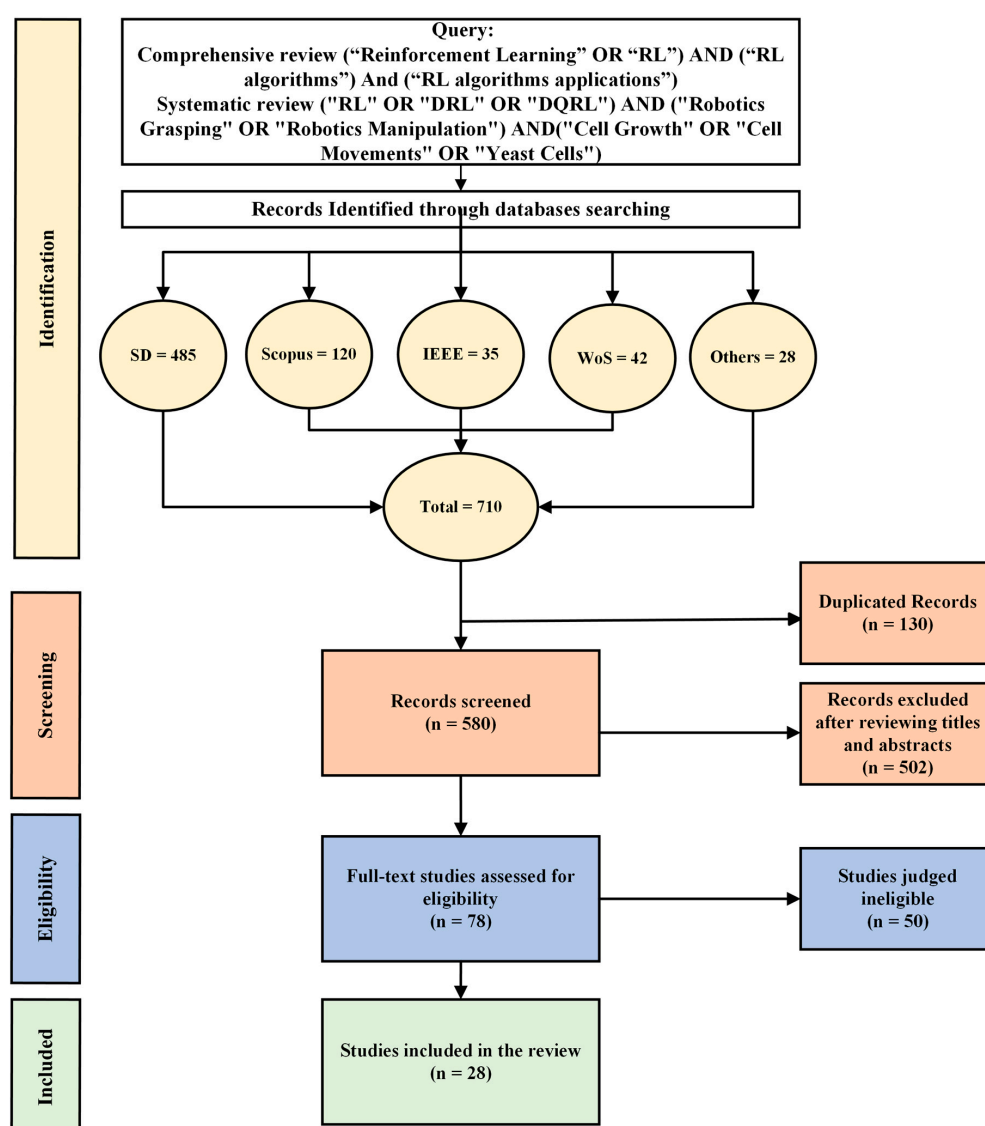 Query:
Comprehensive review (“Reinforcement Learning” OR “RL”) AND (“RL
algorithms”) And (“RL algorithms applications”)
Systematic review ("RL" OR "DRL" OR "DQRL") AND ("Robotics
Grasping" OR "Robotics Manipulation") AND("Cell Growth" OR "Cell
Movements" OR "Yeast Cells")
Records Identified through databases searching
Identification
SD = 485
Scopus = 120
IEEE = 35
WoS = 42
Others = 28
Total = 710
Screening
Duplicated Records
(n = 130)
Records screened
(n = 580)
Records excluded
after reviewing titles
and abstracts
(n = 502)
Eligibility
Full-text studies assessed for
eligibility
(n = 78)
Studies judged
ineligible
(n = 50)
Included
Studies included in the review
(n = 28)